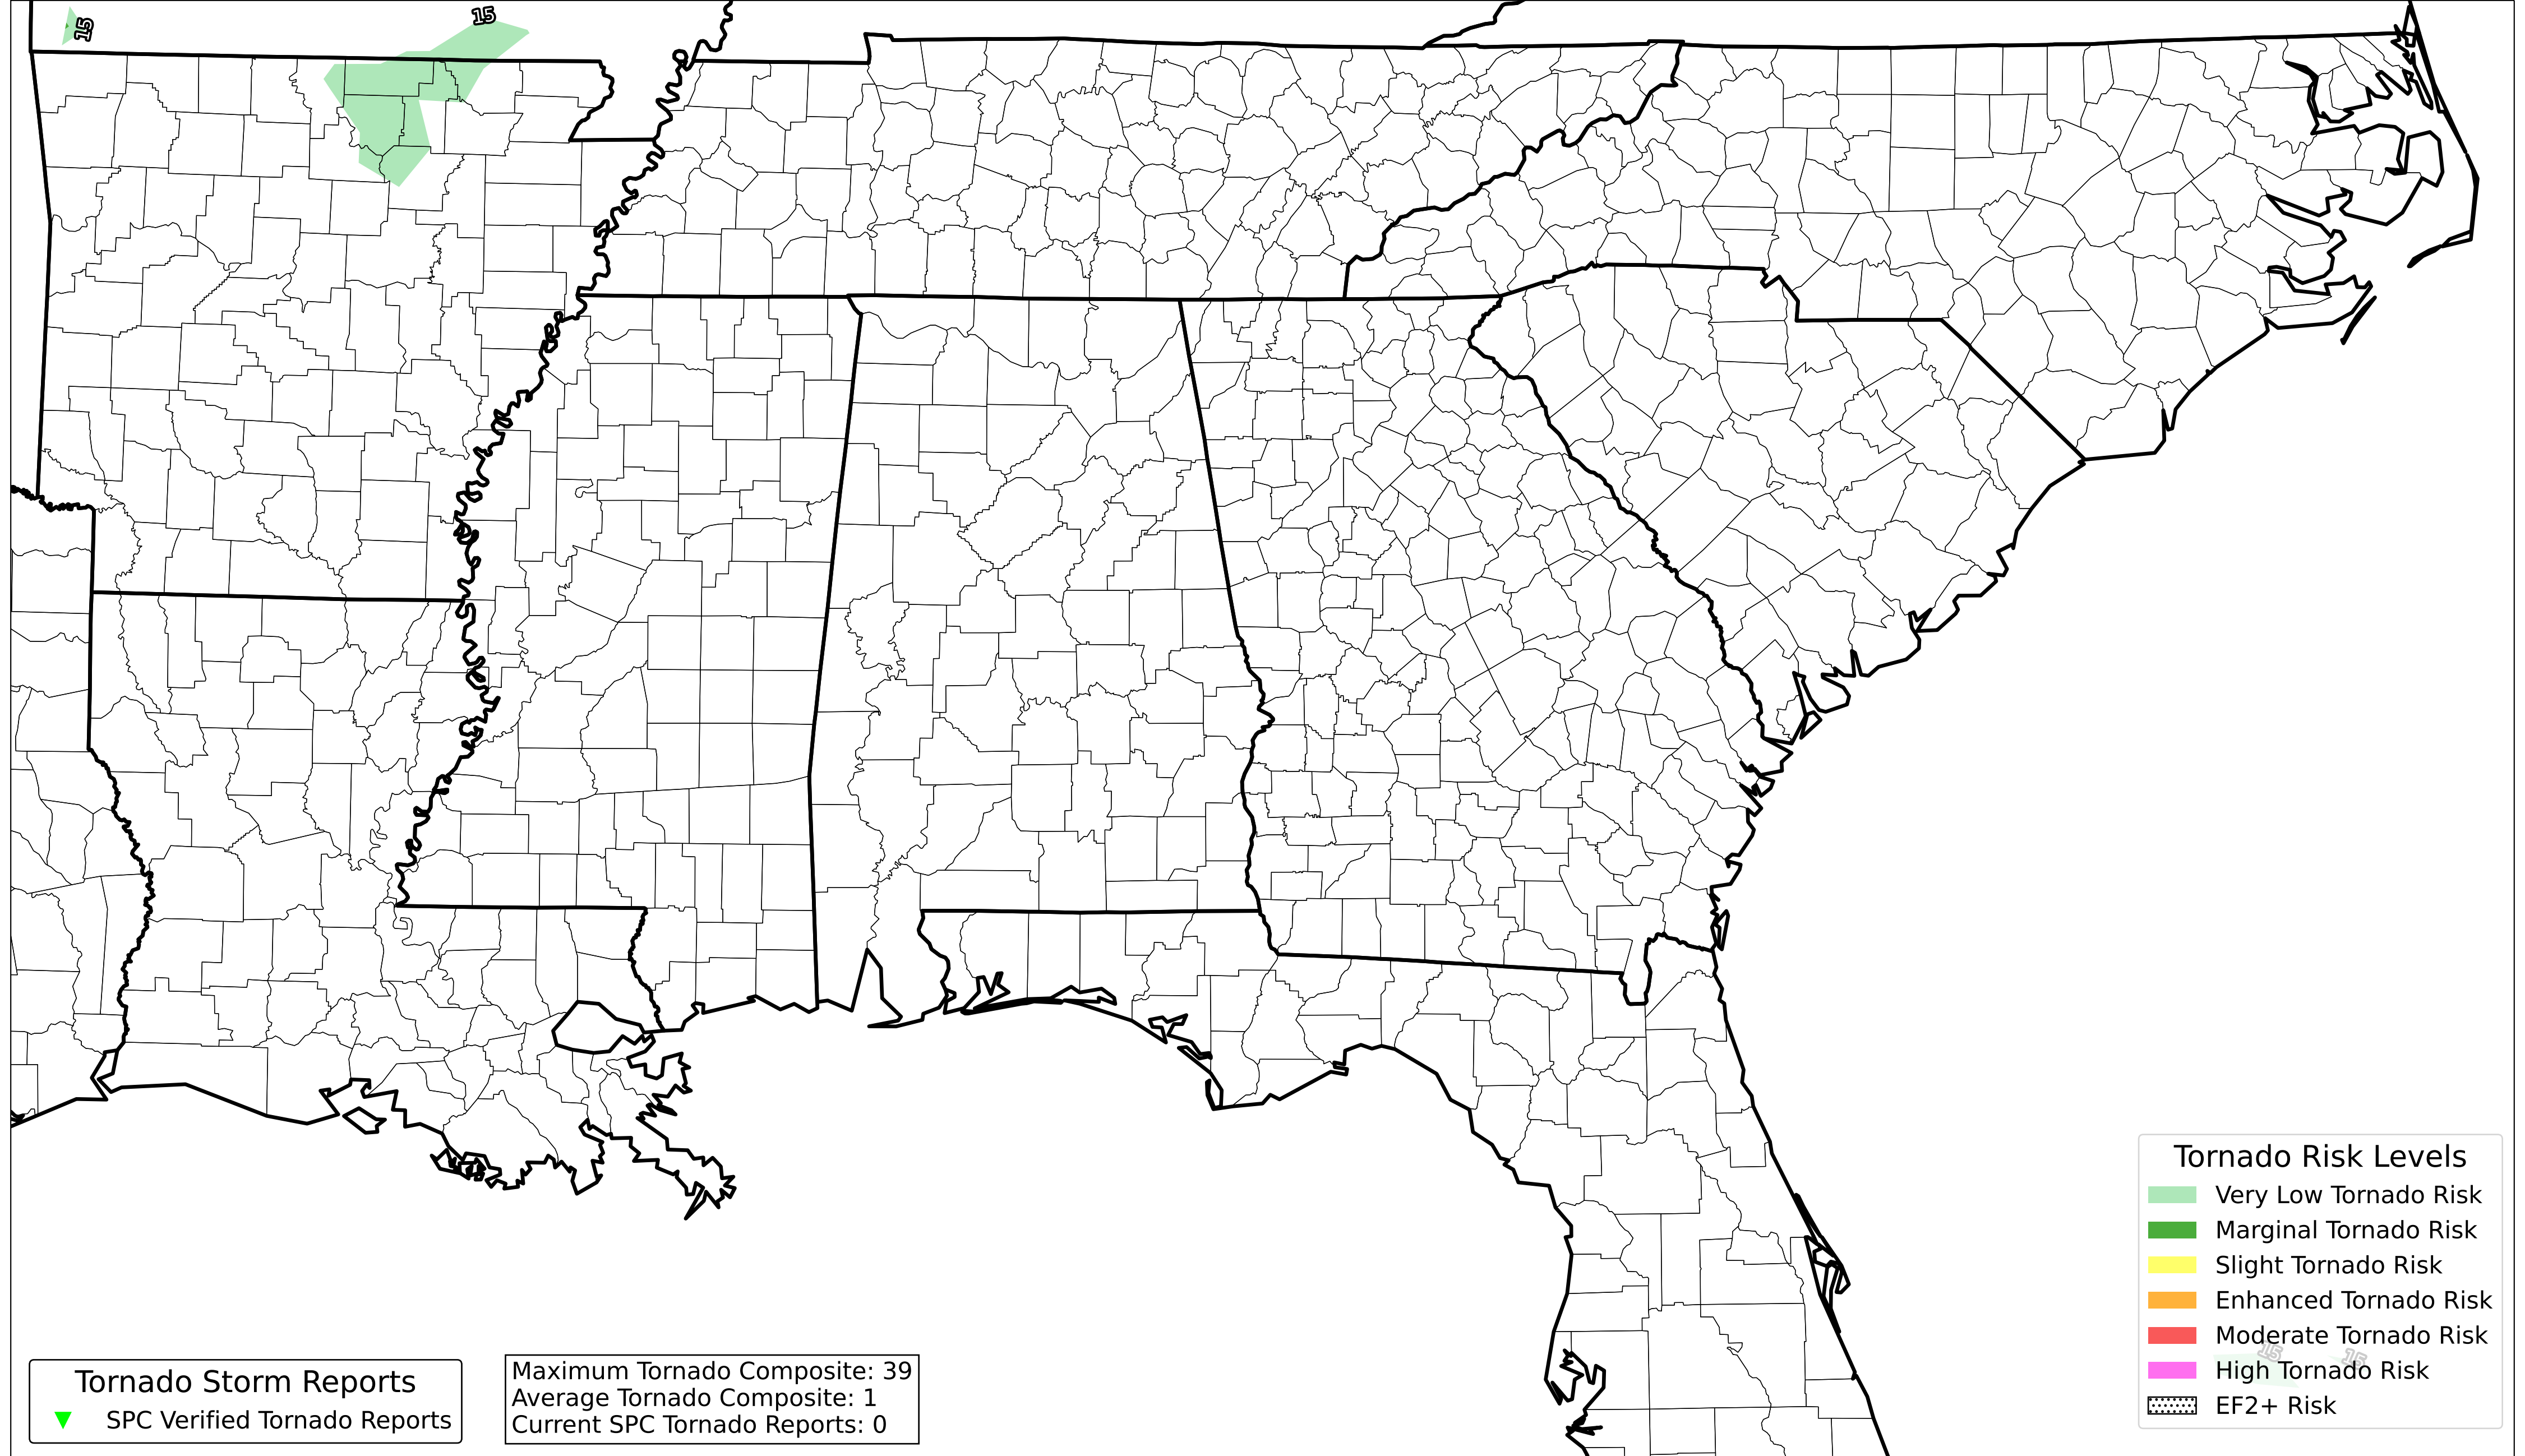 15
15
Tornado Risk Levels
Very Low Tornado Risk
Marginal Tornado Risk
Slight Tornado Risk
Enhanced Tornado Risk
Moderate Tornado Risk
15
15
High Tornado Risk
EF2+ Risk
Tornado Storm Reports
SPC Verified Tornado Reports
Maximum Tornado Composite: 39
Average Tornado Composite: 1
Current SPC Tornado Reports: 0